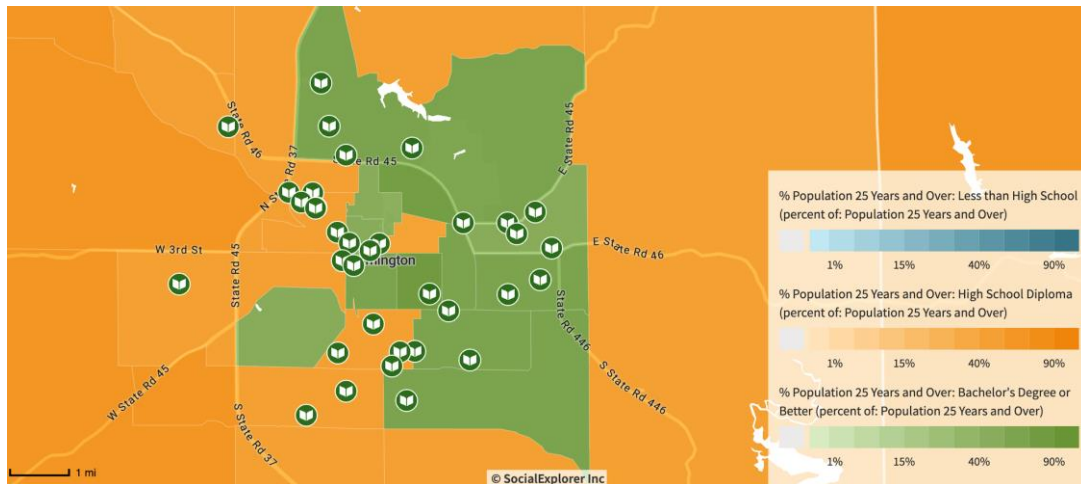 State Rd 46
N State Rd 37
State Rd 45
E State Rd 45
W 3rd St
State Rd 45
mington
E State Rd 46
State Rd 446
S State Rd 446
W State Rd 45
S State Rd 37
1 mi
© SocialExplorer Inc
% Population 25 Years and Over: Less than High School
(percent of: Population 25 Years and Over)
1% 15% 40% 90%
% Population 25 Years and Over: High School Diploma
(percent of: Population 25 Years and Over)
1% 15% 40% 90%
% Population 25 Years and Over: Bachelor's Degree or
Better (percent of: Population 25 Years and Over)
1% 15% 40% 90%